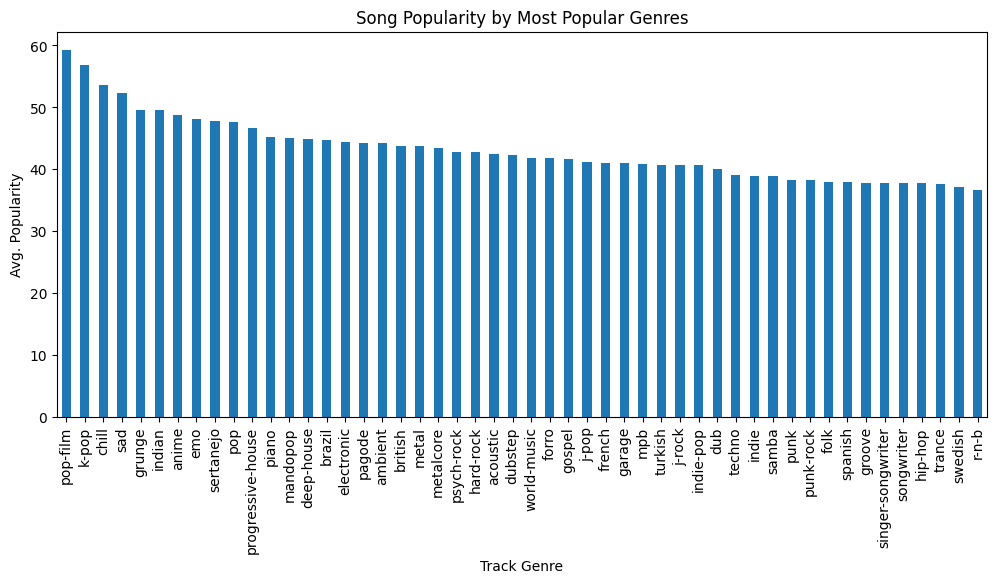 Song Popularity by Most Popular Genres
Avg. Popularity
60
50
40
30
20
10
0
pop-film
k-pop
chill
sad
grunge
indian
anime
emo
sertanejo
pop
progressive-house
piano
mandopop
deep-house
brazil
electronic
pagode
ambient
british
metal
metalcore
psych-rock
hard-rock
acoustic
dubstep
world-music
forro
gospel
j-pop
french
garage
mpb
turkish
j-rock
indie-pop
dub
techno
indie
samba
punk
punk-rock
folk
spanish
groove
singer-songwriter
songwriter
hip-hop
trance
swedish
r-n-b
Track Genre